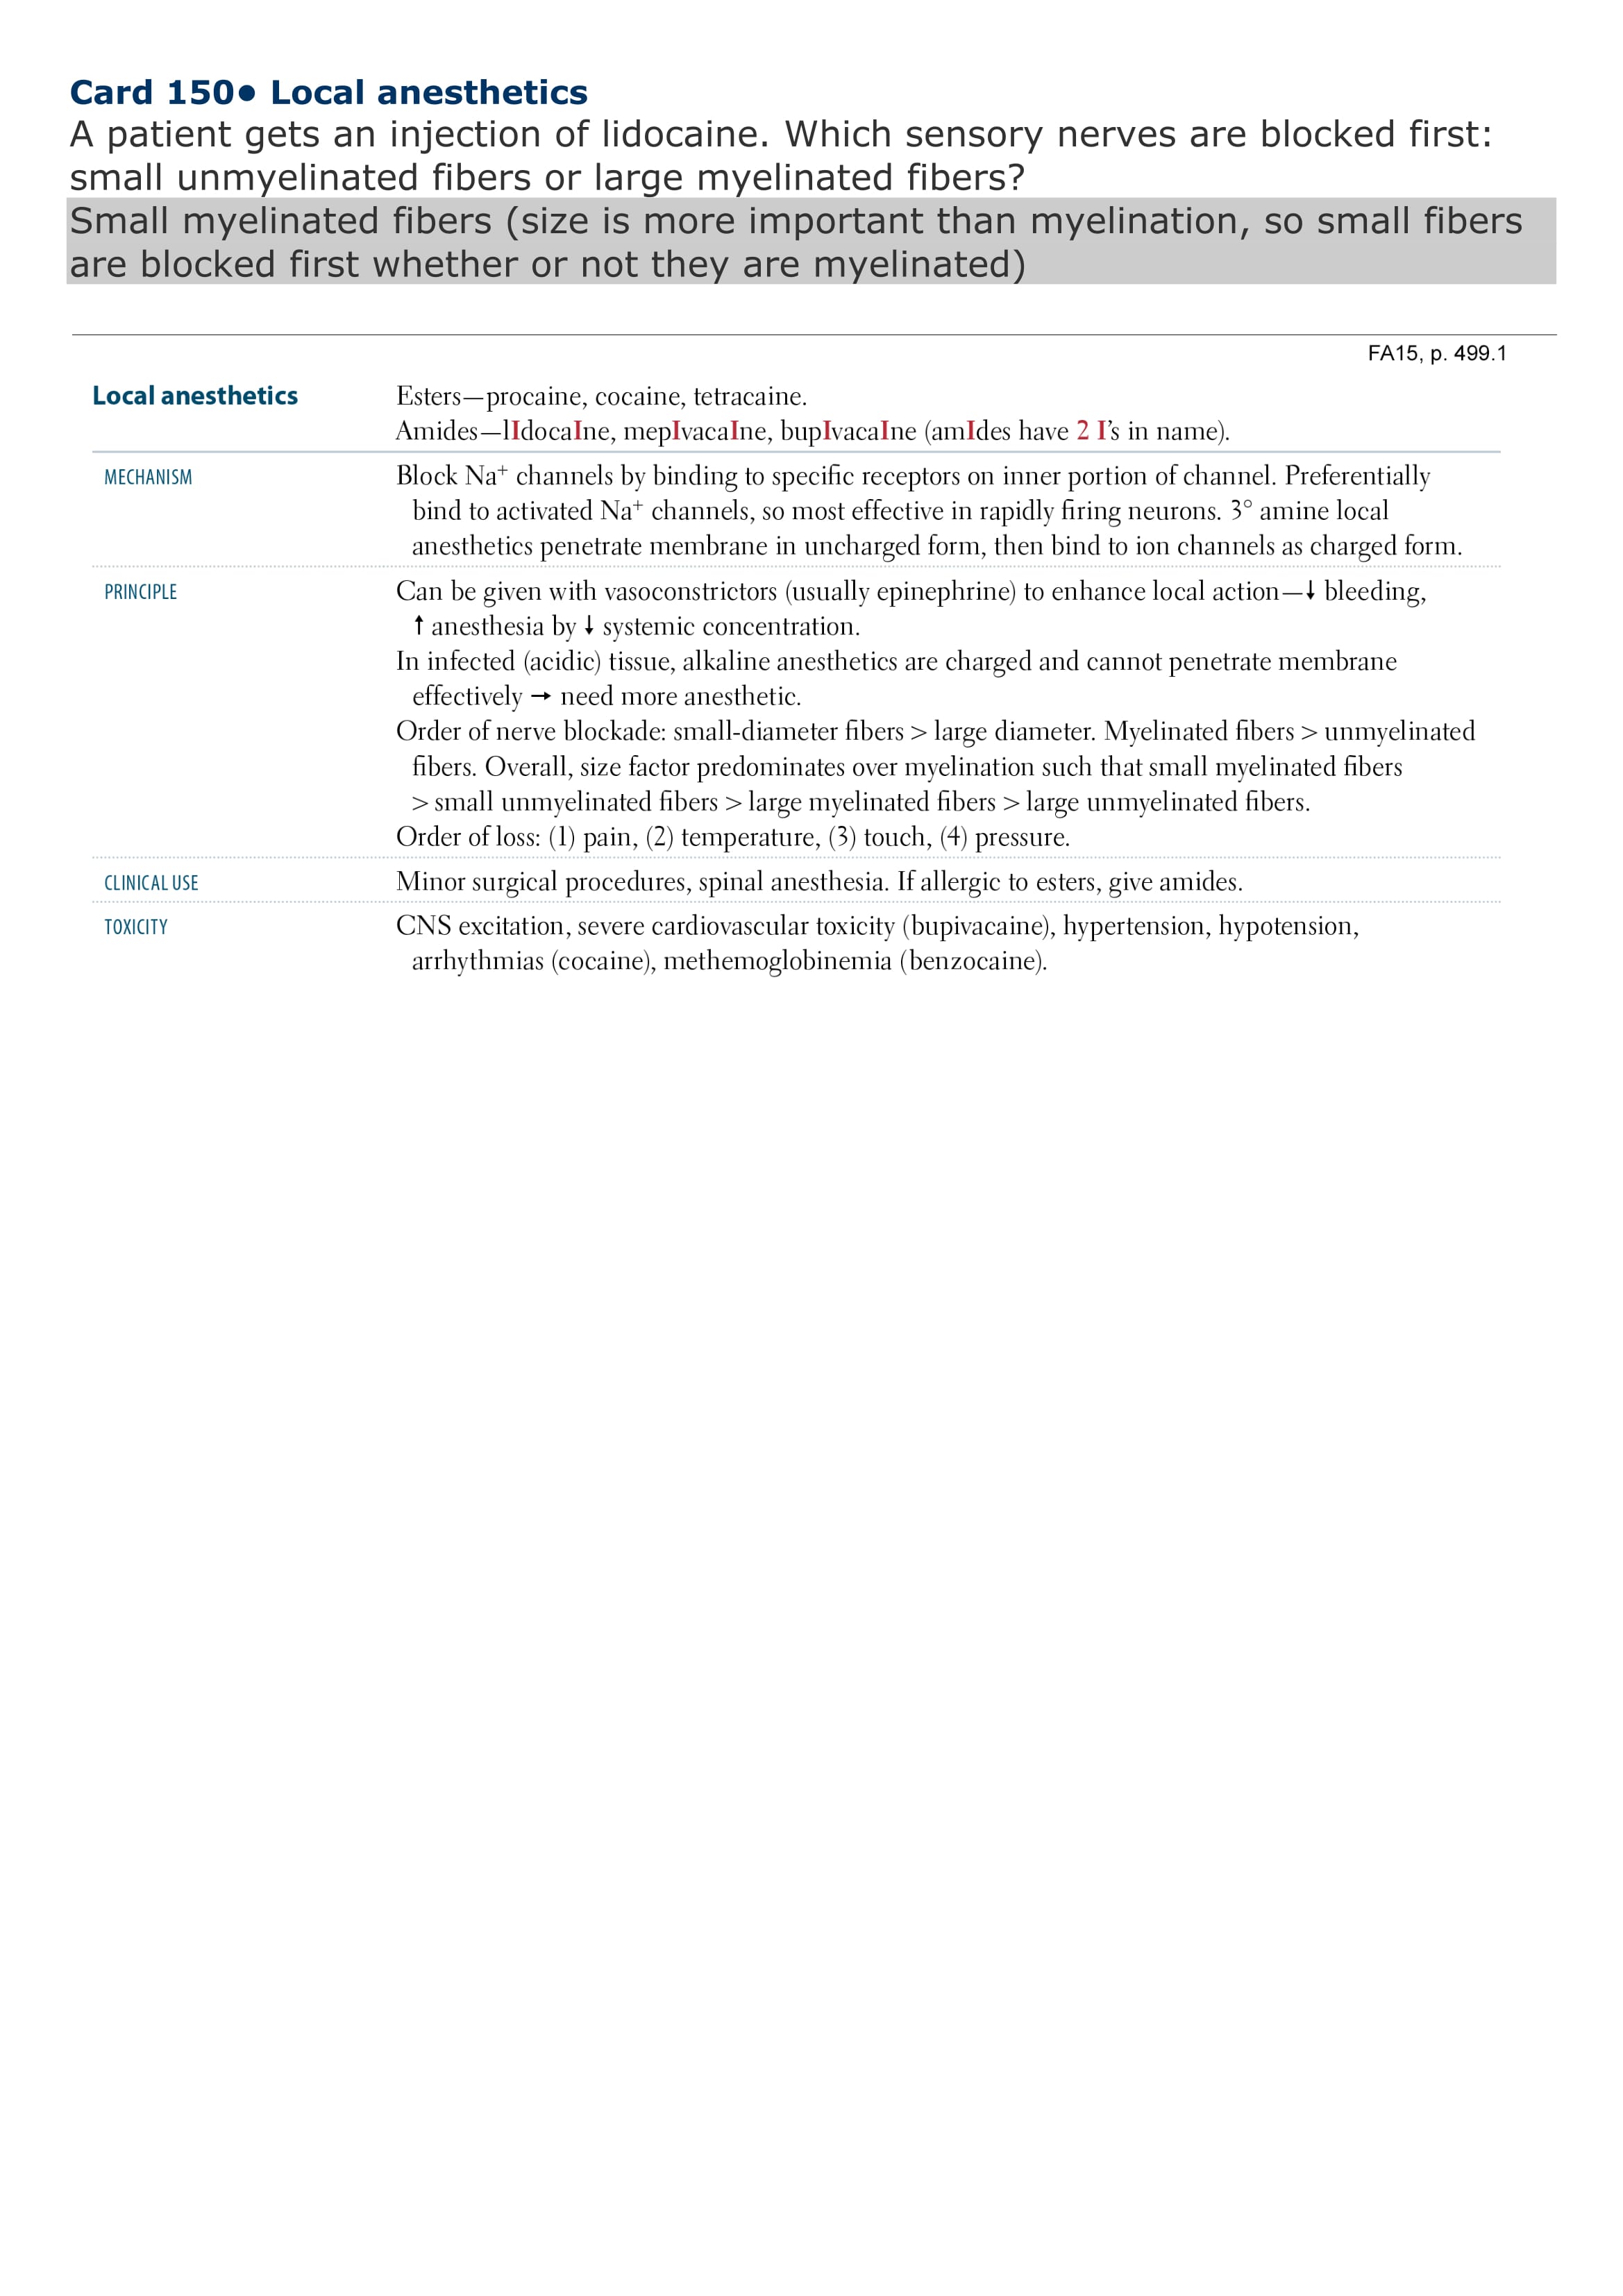 Card 150• Local anesthetics
A patient gets an injection of lidocaine. Which sensory nerves are blocked first:
small unmyelinated fibers or large myelinated fibers?
Small myelinated fibers (size is more important than myelination, so small fibers
are blocked first whether or not they are myelinated)
FA15, p. 499.1
Local anesthetics
Esters—procaine, cocaine, tetracaine.
Amides—lIdocaIne, mepIvacaIne, bupIvacaIne (amIdes have 2 I's in name).
MECHANISM
Block Na⁺ channels by binding to specific receptors on inner portion of channel. Preferentially
bind to activated Na⁺ channels, so most effective in rapidly firing neurons. 3° amine local
anesthetics penetrate membrane in uncharged form, then bind to ion channels as charged form.
PRINCIPLE
Can be given with vasoconstrictors (usually epinephrine) to enhance local action—↓ bleeding,
↑ anesthesia by ↓ systemic concentration.
In infected (acidic) tissue, alkaline anesthetics are charged and cannot penetrate membrane
effectively → need more anesthetic.
Order of nerve blockade: small-diameter fibers > large diameter. Myelinated fibers > unmyelinated
fibers. Overall, size factor predominates over myelination such that small myelinated fibers
> small unmyelinated fibers > large myelinated fibers > large unmyelinated fibers.
Order of loss: (1) pain, (2) temperature, (3) touch, (4) pressure.
CLINICAL USE
Minor surgical procedures, spinal anesthesia. If allergic to esters, give amides.
TOXICITY
CNS excitation, severe cardiovascular toxicity (bupivacaine), hypertension, hypotension,
arrhythmias (cocaine), methemoglobinemia (benzocaine).